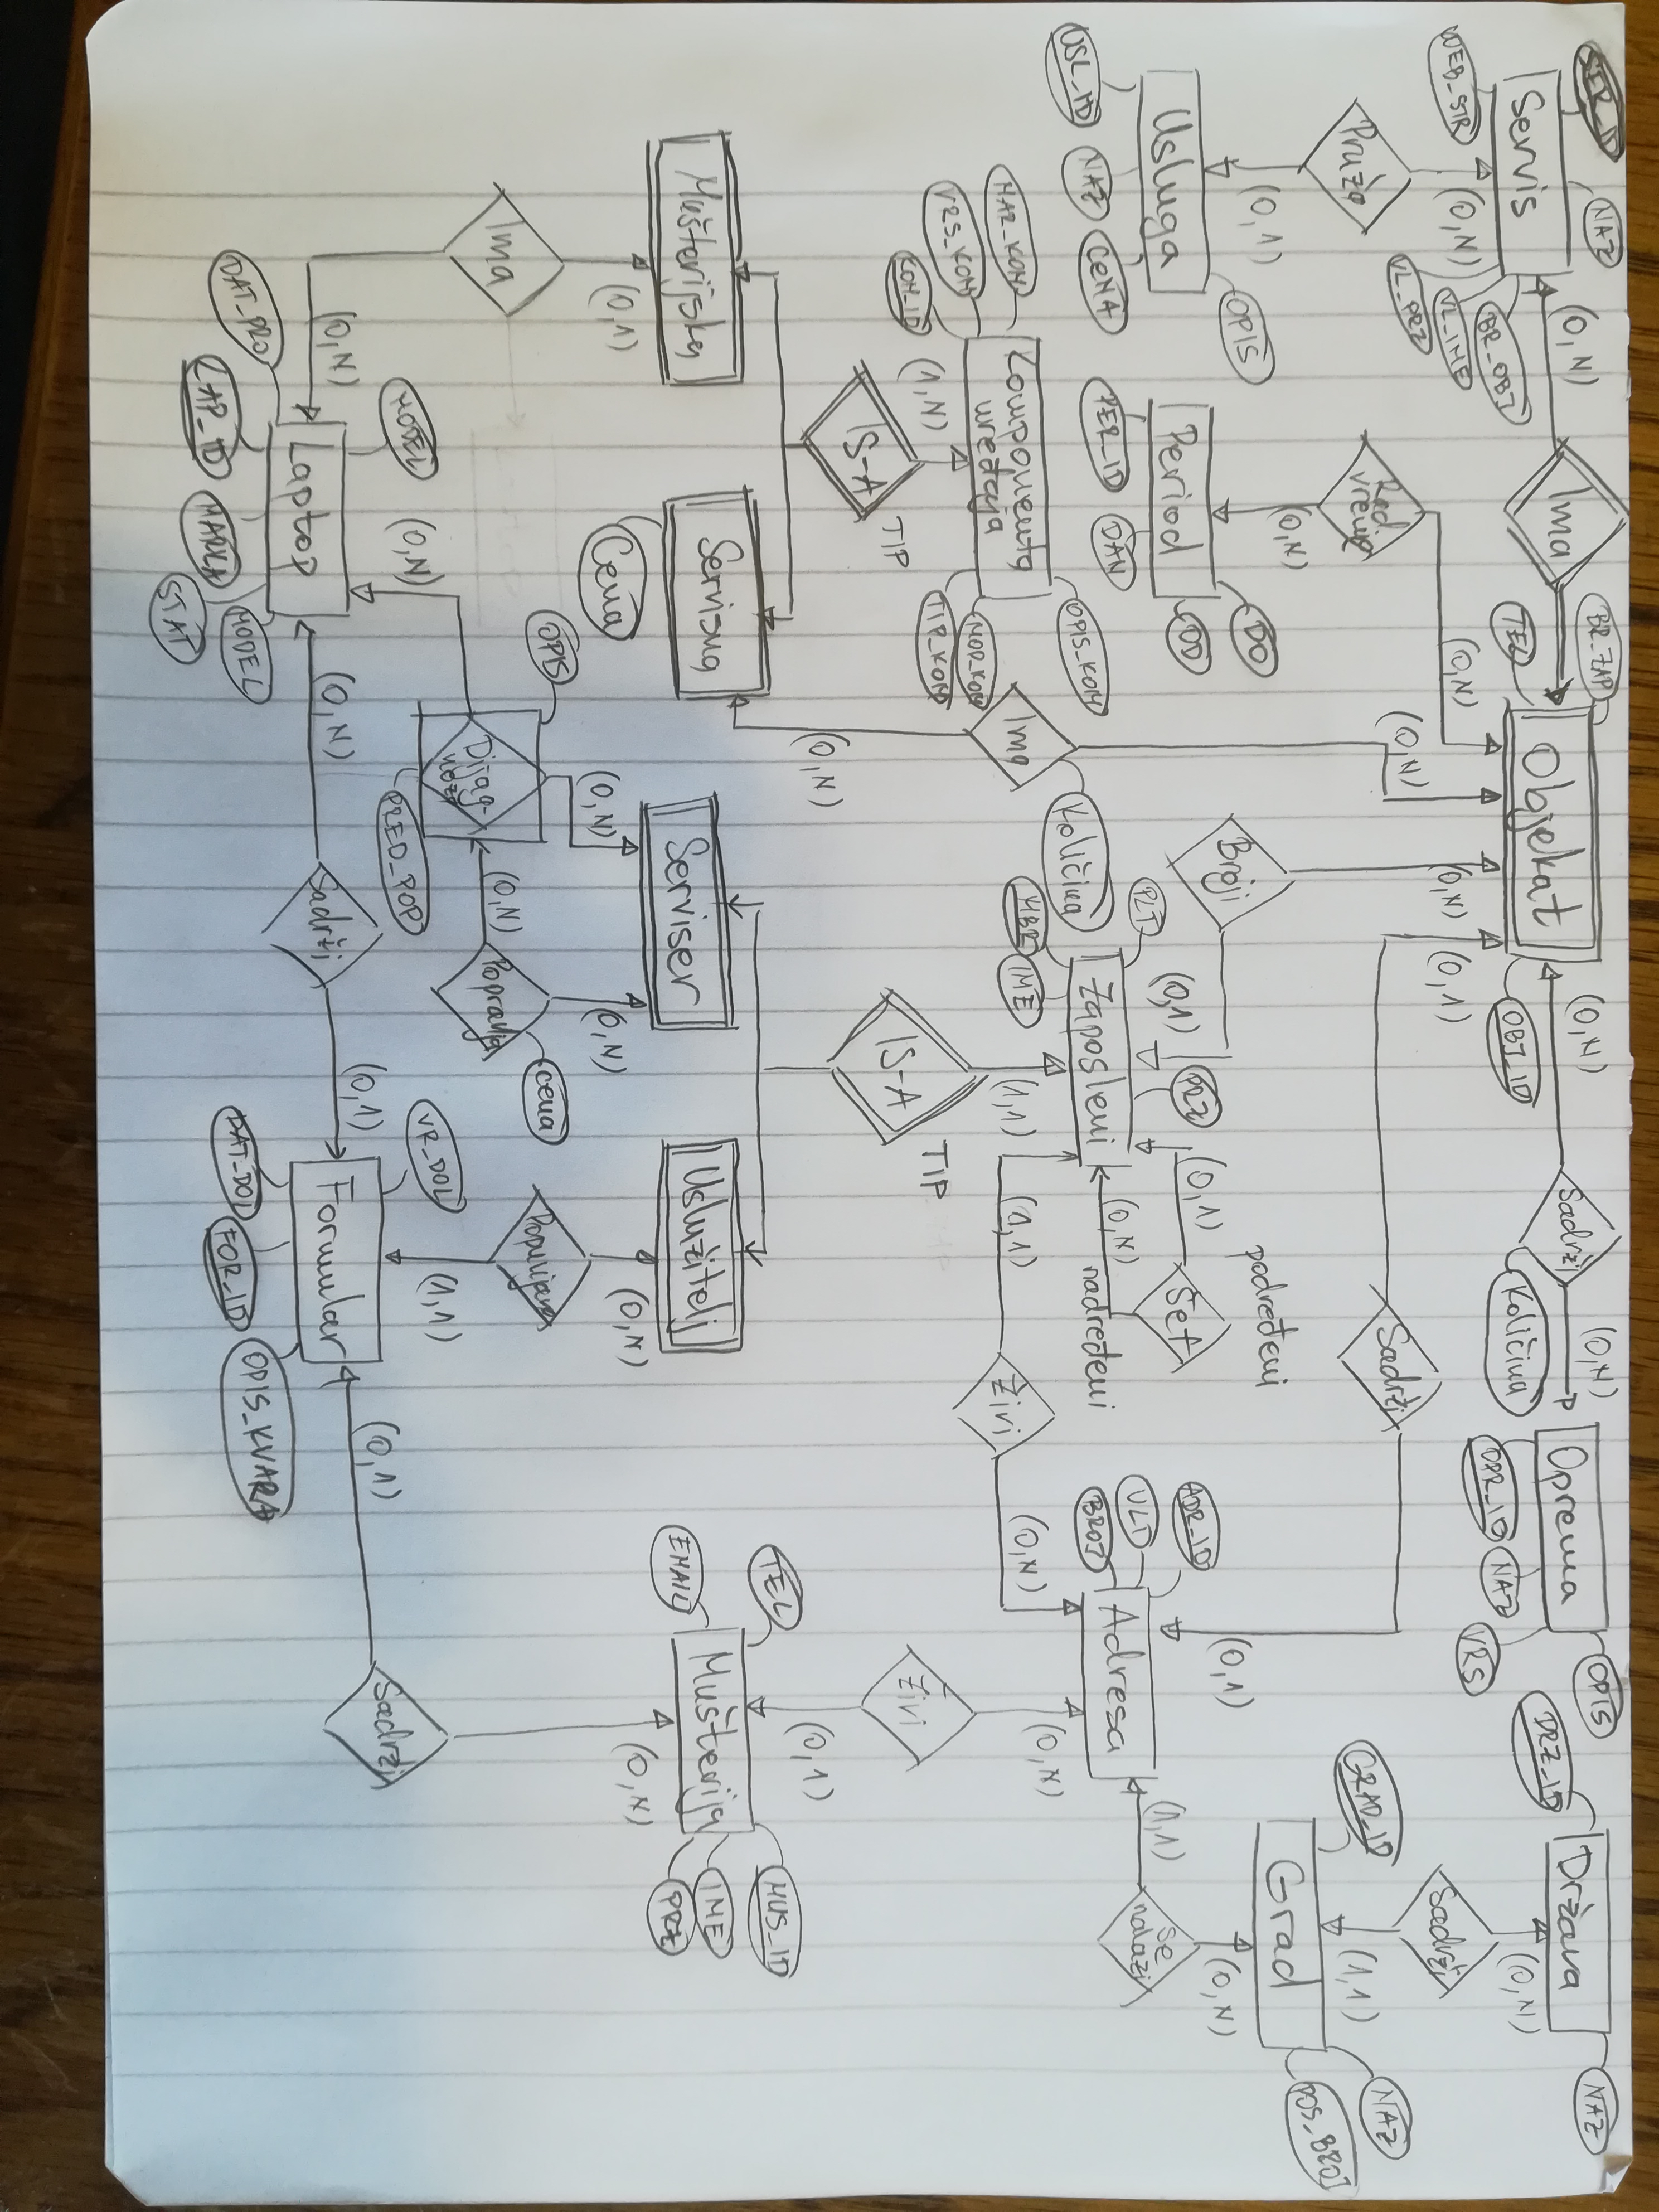 SER_ID
NAZ
(0,N)
Ima
BR_ZAP
Objekat
(0,N)
Sadrži
(0,N)
Oprema
OPIS
Država
NAZ
Servis
TEL
OBJ_ID
Količina
OPR_ID
NAZ
VRS
DRZ_ID
(0,N)
WEB_STR
(0,N)
BR_OBJ
VL_IME
VL_PRZ
(0,N)
(0,N)
(0,N)
(0,1)
Sadrži
Sadrži
Pruža
Rad.
vreme
GRAD_ID
(1,1)
NAZ
POS_BROJ
Grad
(0,1)
OPIS
(0,N)
DO
OD
Broji
podređeni
(0,1)
(0,N)
Usluga
Period
(0,1)
PRZ
(0,1)
Šef
ADR_ID
ULI
BROJ
Adresa
(1,1)
se
nalazi
USL_ID
NAZ
CENA
PER_ID
DAN
PLT
Zaposleni
(0,N)
nadređeni
OPIS_KOM
Količina
MAR_KOM
Komponenta
uređaja
Ima
MBR
IME
(1,1)
(1,1)
Živi
(0,N)
(0,N)
VRS_KOM
MOD_KOM
TIP_KOM
KOM_ID
(1,N)
IS-A
TIP
IS-A
TIP
Živi
(0,N)
(0,1)
Mušterijska
Servisna
Serviser
Uslužitelj
TEL
MUS_ID
Mušterija
IME
PRZ
EMAIL
(0,1)
Cena
(0,N)
(0,N)
(0,N)
(0,N)
Ima
OPIS
Dijag-
noza
(0,N)
Popravlja
cena
MODEL
(0,N)
PRED_POP
VR_DOL
(1,1)
(0,N)
Laptop
(0,N)
Sadrži
(0,1)
Formular
(0,1)
Sadrži
DAT_PRO
LAP_ID
MARKA
MODEL
STAT
DAT_DOL
FOR_ID
OPIS_KVARA